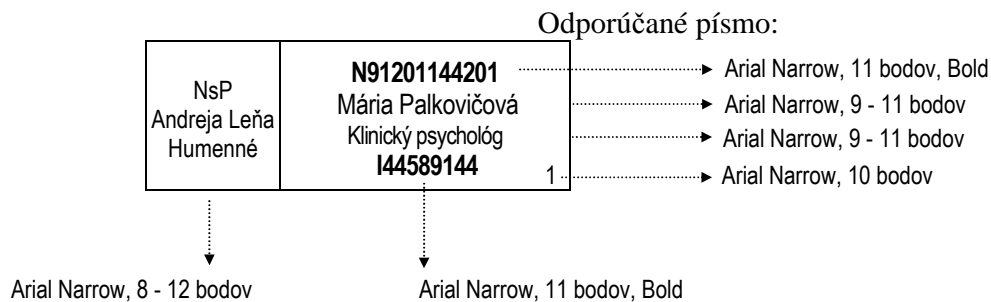 Odporúčané písmo:
NsP
Andreja Leňa
Humenné
N91201144201
Mária Palkovičová
Klinický psychológ
I44589144
1
Arial Narrow, 11 bodov, Bold
Arial Narrow, 9 - 11 bodov
Arial Narrow, 9 - 11 bodov
Arial Narrow, 10 bodov
Arial Narrow, 8 - 12 bodov
Arial Narrow, 11 bodov, Bold